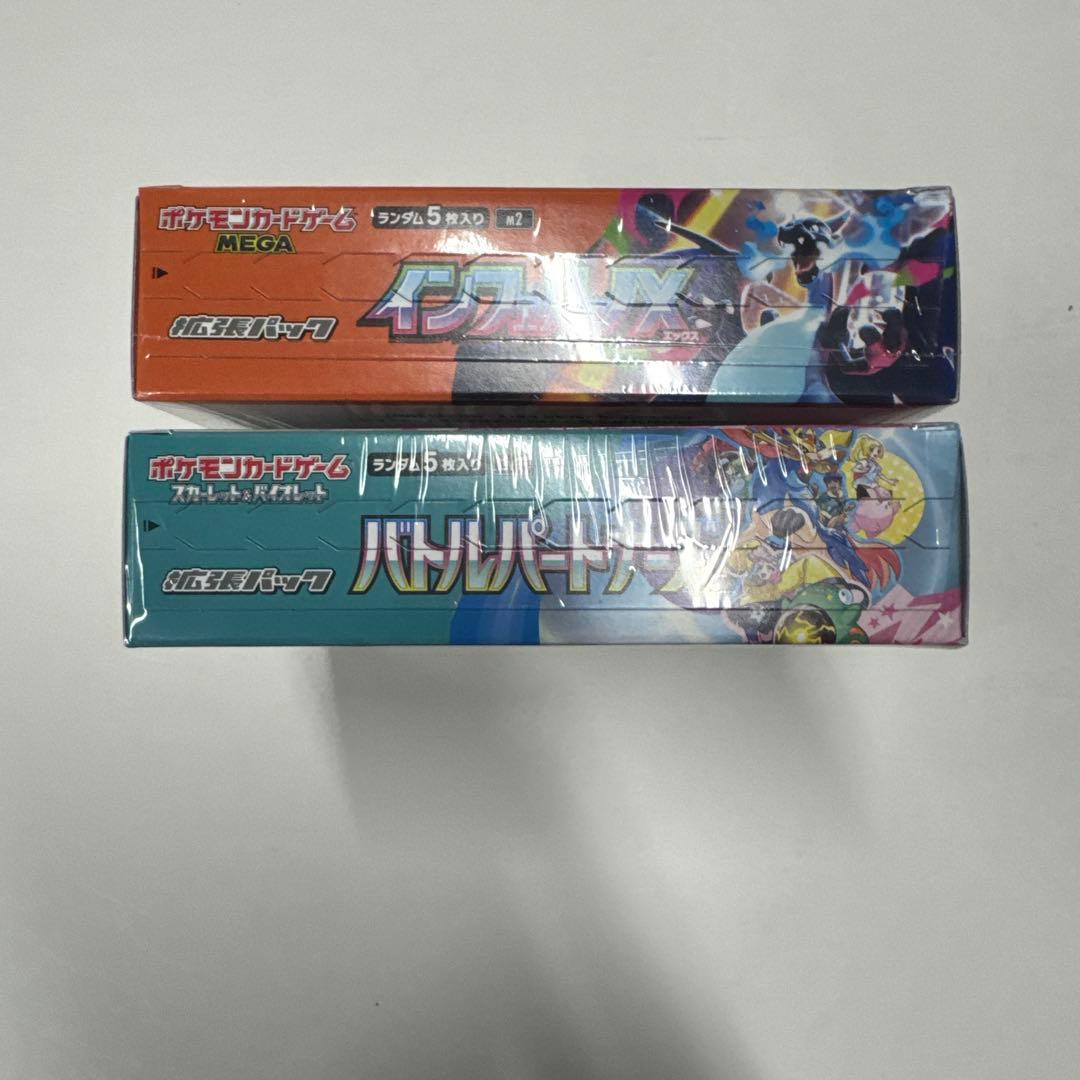 ポケモンカードゲーム
MEGA
ランダム5枚入り
M2
インフェルノX
エックス
拡張パック
ポケモンカードゲーム
スカーレット&バイオレット
ランダム5枚入り
バトルパートナーズ
拡張パック